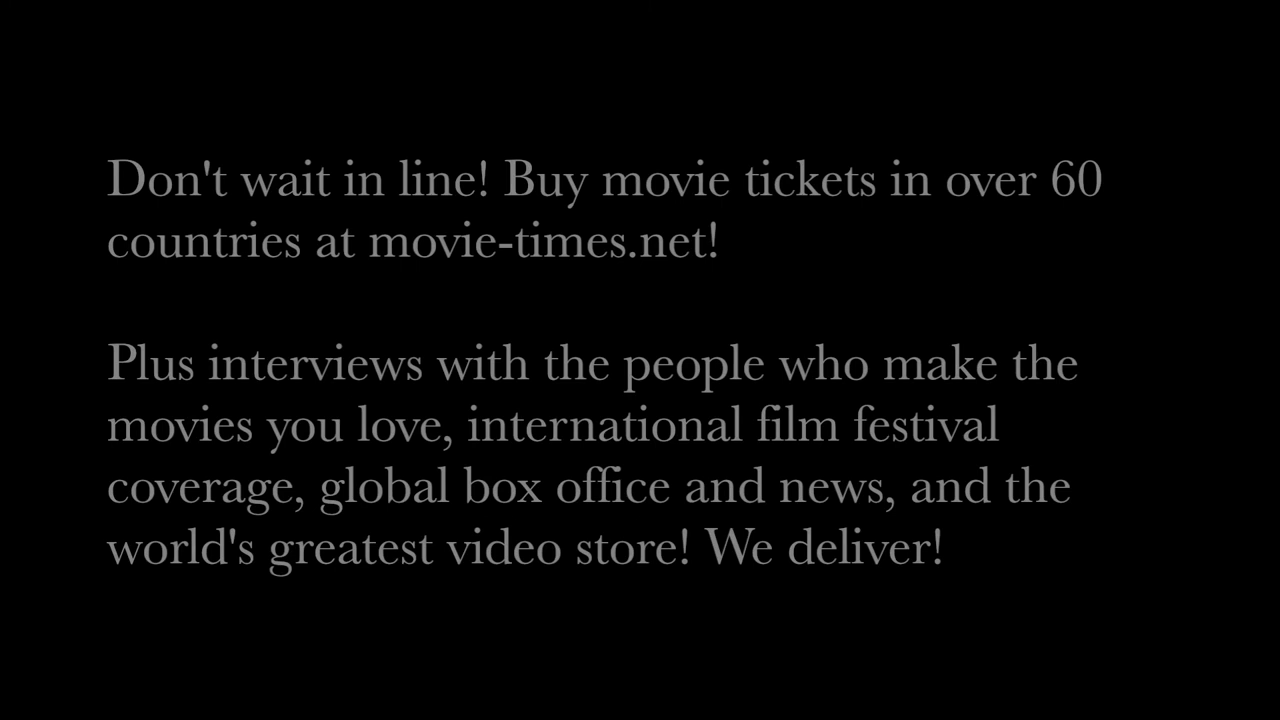 Don't wait in line! Buy movie tickets in over 60
countries at movie-times.net!
Plus interviews with the people who make the
movies you love, international film festival
coverage, global box office and news, and the
world's greatest video store! We deliver!